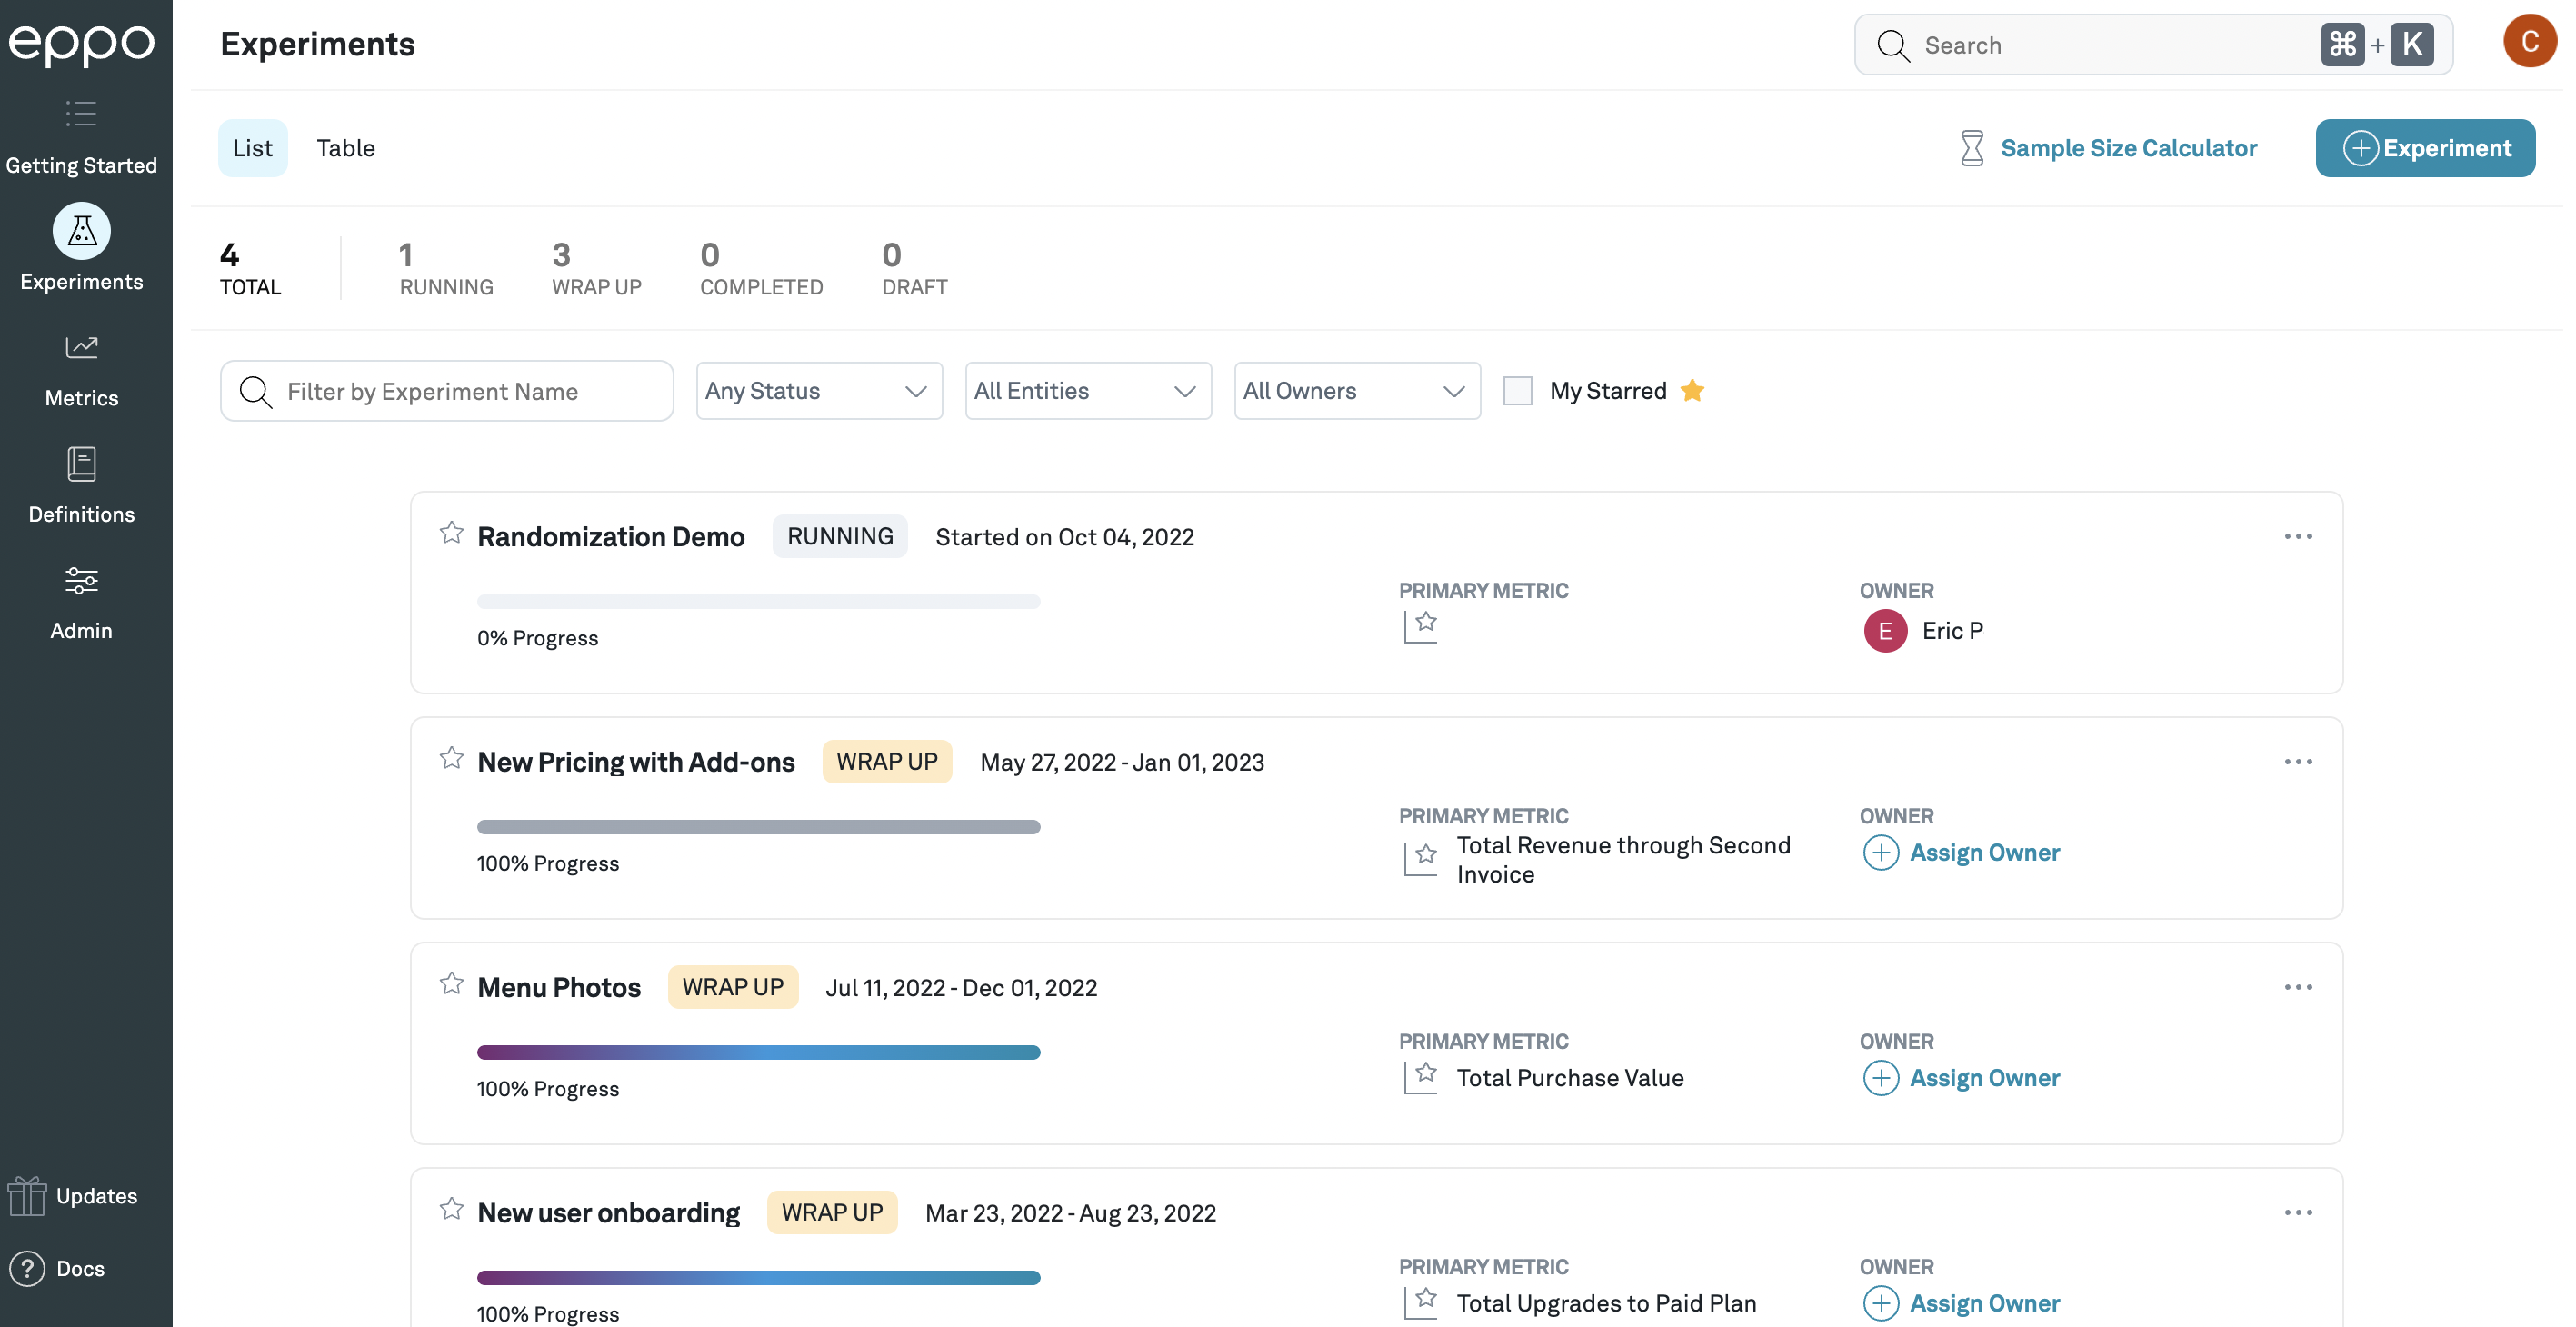 eppo
Getting Started
Experiments
Metrics
Definitions
Admin
Updates
? Docs
Experiments
Search ⌘ + K
C
List Table
Sample Size Calculator
Experiment
4 1 3 0 0
TOTAL RUNNING WRAP UP COMPLETED DRAFT
Filter by Experiment Name
Any Status
All Entities
All Owners
My Starred
Randomization Demo RUNNING Started on Oct 04, 2022
0% Progress
PRIMARY METRIC
OWNER
E Eric P
New Pricing with Add-ons WRAP UP May 27, 2022 - Jan 01, 2023
100% Progress
PRIMARY METRIC
Total Revenue through Second
Invoice
OWNER
Assign Owner
Menu Photos WRAP UP Jul 11, 2022 - Dec 01, 2022
100% Progress
PRIMARY METRIC
Total Purchase Value
OWNER
Assign Owner
New user onboarding WRAP UP Mar 23, 2022 - Aug 23, 2022
100% Progress
PRIMARY METRIC
Total Upgrades to Paid Plan
OWNER
Assign Owner